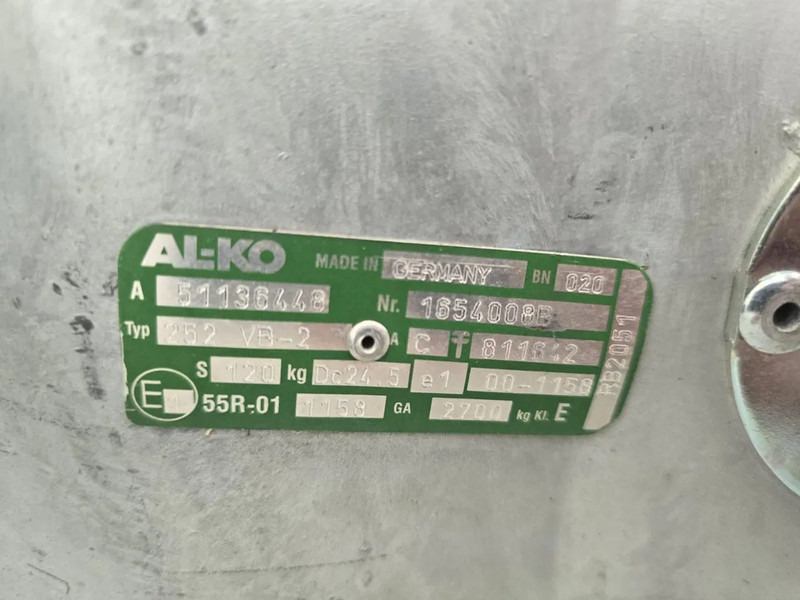 AL-KO MADE IN GERMANY BN 020
A 51136448 Nr. 1654008B
Typ 252 VB-2 A C f 811642
S 120 kg Dc24.5 e1 00-1158
E 1 55R-01 1158 GA 2700 kg Kl. E
RB2051